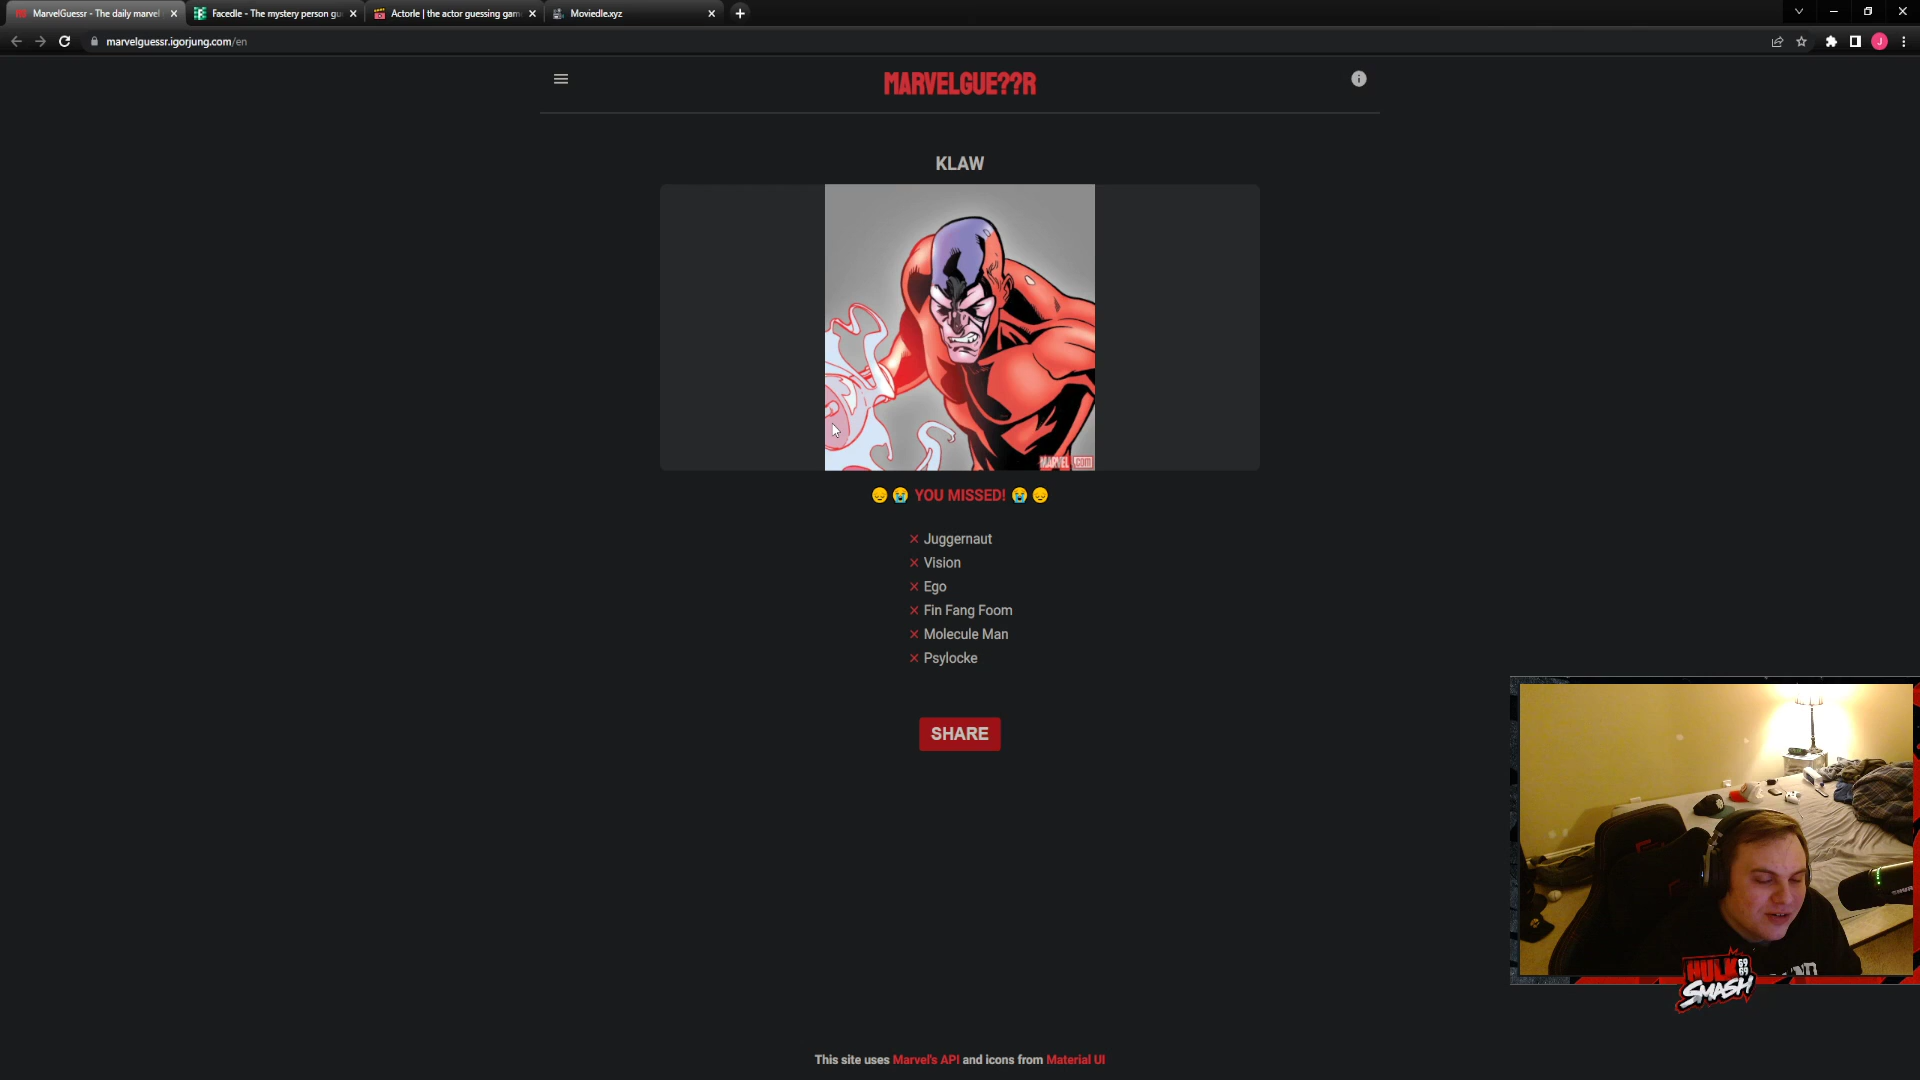 MarvelGuessr - The daily marvel
Facedle - The mystery person gu
Actorle | the actor guessing gam
Moviedle.xyz
marvelguessr.igorjung.com/en
J
MARVELGUE??R
KLAW
MARVEL .COM
YOU MISSED!
× Juggernaut
× Vision
× Ego
× Fin Fang Foom
× Molecule Man
× Psylocke
SHARE
HULK
69
69
SMASH
This site uses Marvel's API and icons from Material UI